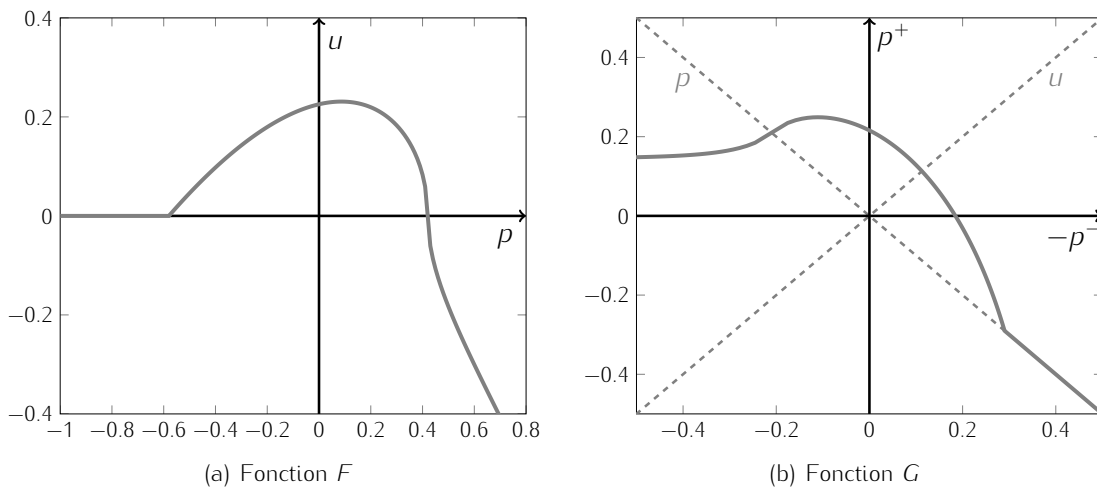 0.4
0.2
0
−0.2
−0.4
−1 −0.8 −0.6 −0.4 −0.2 0 0.2 0.4 0.6 0.8
u
p
(a) Fonction F
0.4
0.2
0
−0.2
−0.4
−0.4 −0.2 0 0.2 0.4
p⁺
p
u
−p⁻
(b) Fonction G